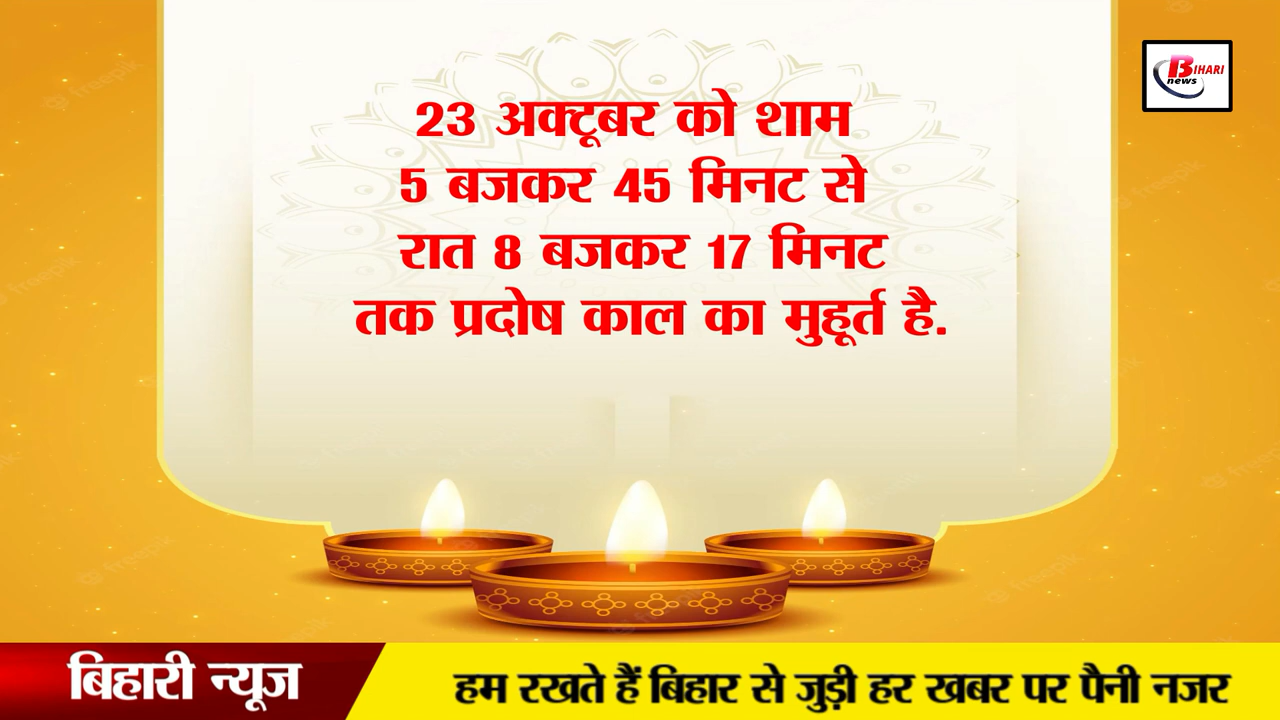 BIHARI
news
23 अक्टूबर को शाम
5 बजकर 45 मिनट से
रात 8 बजकर 17 मिनट
तक प्रदोष काल का मुहूर्त है.
बिहारी न्यूज
हम रखते हैं बिहार से जुड़ी हर खबर पर पैनी नजर